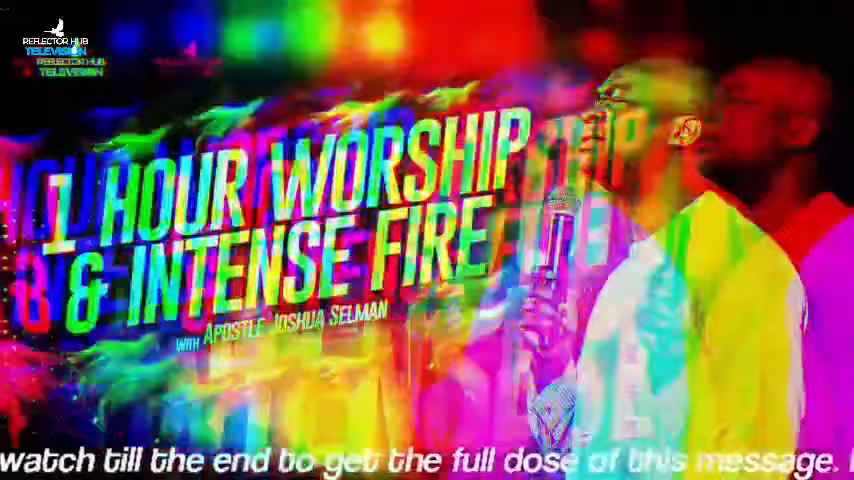 REFLECTOR HUB
TELEVISION
REFLECTOR HUB
TELEVISION
1 HOUR WORSHIP
& INTENSE FIRE
WITH APOSTLE JOSHUA SELMAN
watch till the end to get the full dose of this message.